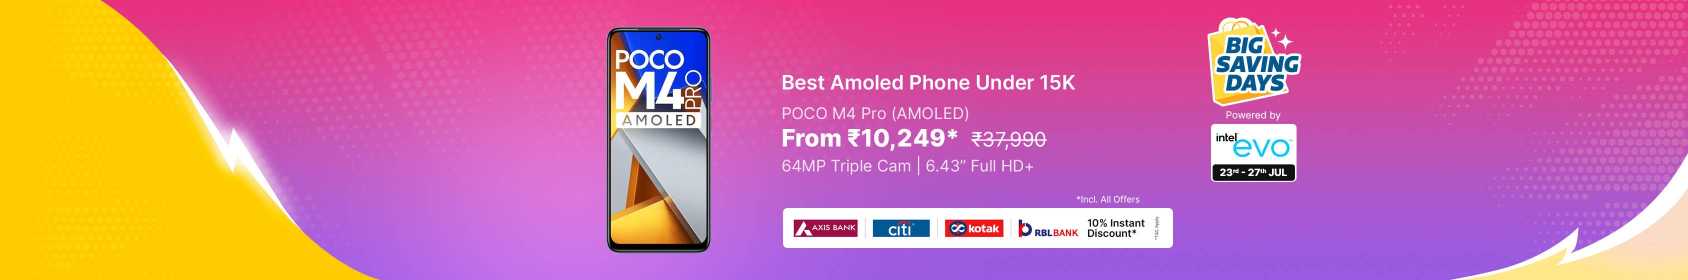 POCO
M4 PRO
AMOLED
Best Amoled Phone Under 15K
POCO M4 Pro (AMOLED)
From ₹10,249* ₹37,990
64MP Triple Cam | 6.43” Full HD+
*Incl. All Offers
AXIS BANK
citi
kotak
RBLBANK
10% Instant
Discount*
*T&C Apply
BIG
SAVING
DAYS
Powered by
intel
evo
23rd - 27th JUL